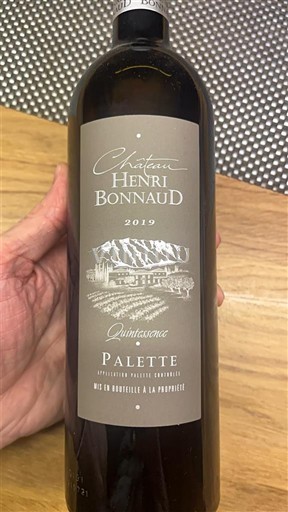 Château
HENRI
BONNAUD
2019
Quintessence
PALETTE
APPELLATION PALETTE CONTRÔLÉE
MIS EN BOUTEILLE À LA PROPRIÉTÉ